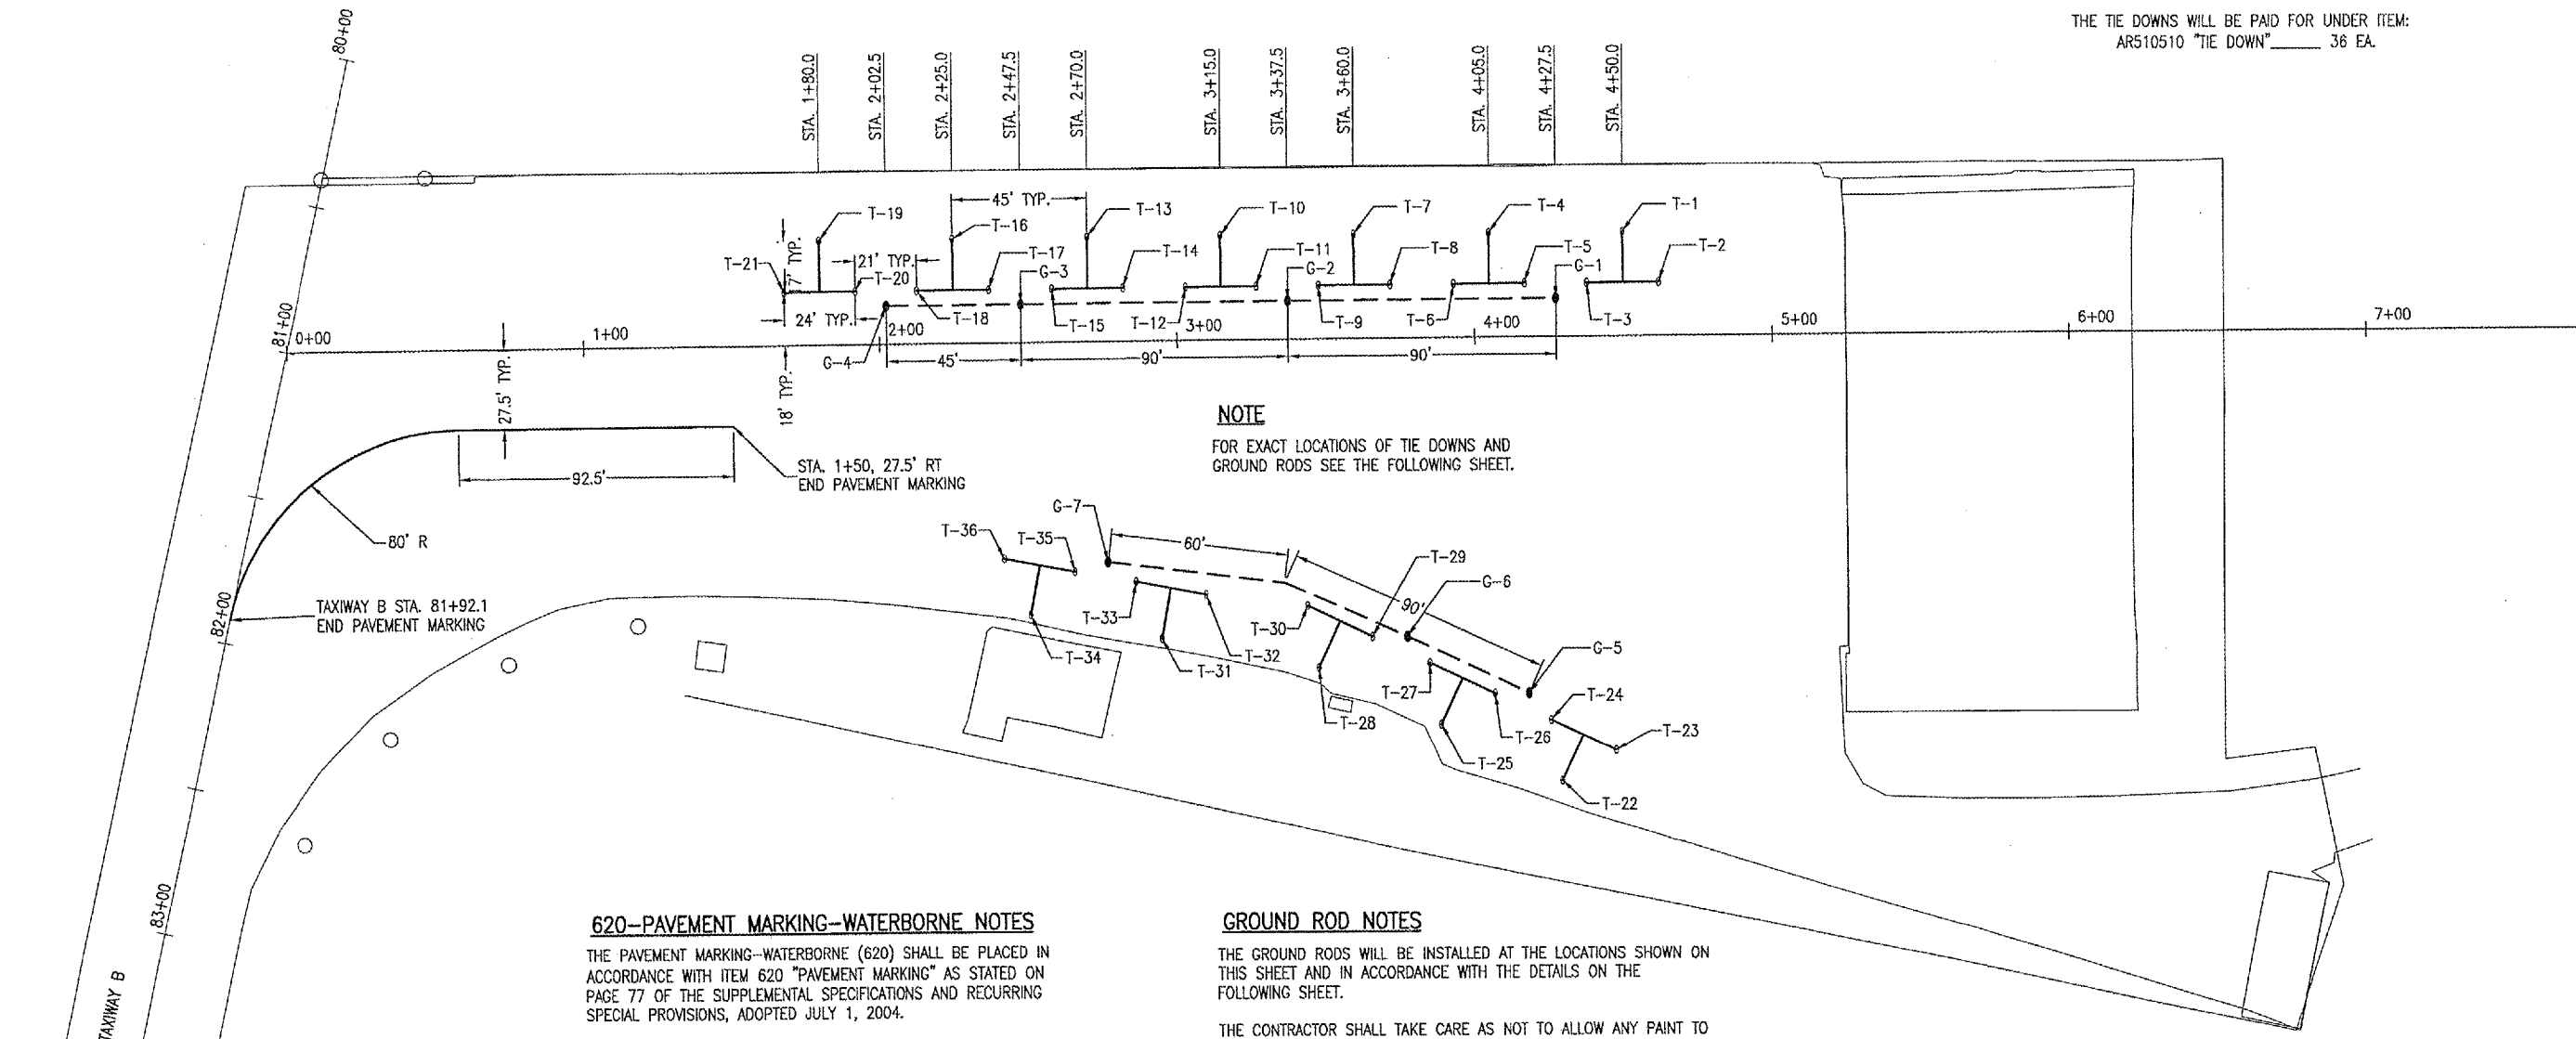 THE TIE DOWNS WILL BE PAID FOR UNDER ITEM:
AR510510 "TIE DOWN"_____ 36 EA.
80+00
STA. 1+80.0
STA. 2+02.5
STA. 2+25.0
STA. 2+47.5
STA. 2+70.0
STA. 3+15.0
STA. 3+37.5
STA. 3+60.0
STA. 4+05.0
STA. 4+27.5
STA. 4+50.0
45' TYP.
T-19
T-16
T-13
T-10
T-7
T-4
T-1
T-21
7' TYP.
21' TYP.
T-20
T-17
G-3
T-14
T-11
G-2
T-8
T-5
G-1
T-2
24' TYP.
T-18
T-15
T-12
T-9
T-6
T-3
81+00
0+00
1+00
2+00
3+00
4+00
5+00
6+00
7+00
G-4
45'
90'
90'
27.5' TYP.
18' TYP.
NOTE
FOR EXACT LOCATIONS OF TIE DOWNS AND
GROUND RODS SEE THE FOLLOWING SHEET.
92.5'
STA. 1+50, 27.5' RT
END PAVEMENT MARKING
80' R
G-7
T-36
T-35
60'
T-29
G-6
90'
T-33
T-30
T-34
T-31
T-32
G-5
T-27
T-24
T-28
T-26
T-23
T-25
T-22
82+00
TAXIWAY B STA. 81+92.1
END PAVEMENT MARKING
83+00
TAXIWAY B
620-PAVEMENT MARKING-WATERBORNE NOTES
THE PAVEMENT MARKING-WATERBORNE (620) SHALL BE PLACED IN
ACCORDANCE WITH ITEM 620 "PAVEMENT MARKING" AS STATED ON
PAGE 77 OF THE SUPPLEMENTAL SPECIFICATIONS AND RECURRING
SPECIAL PROVISIONS, ADOPTED JULY 1, 2004.
GROUND ROD NOTES
THE GROUND RODS WILL BE INSTALLED AT THE LOCATIONS SHOWN ON
THIS SHEET AND IN ACCORDANCE WITH THE DETAILS ON THE
FOLLOWING SHEET.
THE CONTRACTOR SHALL TAKE CARE AS NOT TO ALLOW ANY PAINT TO